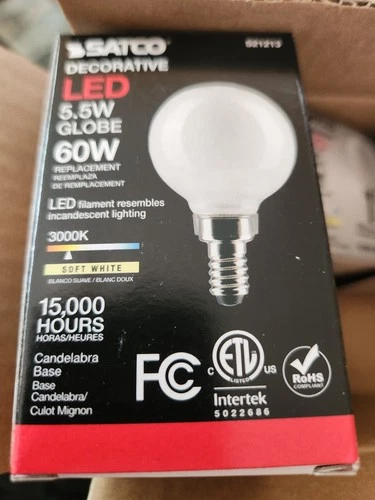 SATCO
S21213
DECORATIVE
LED
5.5W
GLOBE
60W
REPLACEMENT
REEMPLAZA
DE REMPLACEMENT
LED filament resembles
incandescent lighting
3000K
SOFT WHITE
BLANCO SUAVE / BLANC DOUX
15,000
HOURS
HORAS/HEURES
Candelabra
Base
Base
Candelabra/
Culot Mignon
FC
C ETL US
LISTED
Intertek
5022686
RoHS
COMPLIANT